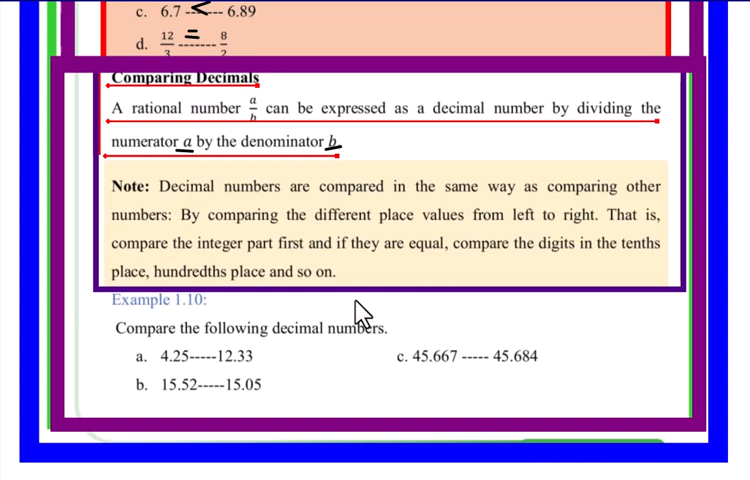 c. 6.7 --<--- 6.89
d. 12/3 ---=---- 8/2
Comparing Decimals
A rational number a/b can be expressed as a decimal number by dividing the
numerator a by the denominator b
Note: Decimal numbers are compared in the same way as comparing other
numbers: By comparing the different place values from left to right. That is,
compare the integer part first and if they are equal, compare the digits in the tenths
place, hundredths place and so on.
Example 1.10:
Compare the following decimal numbers.
a. 4.25-----12.33 c. 45.667 ----- 45.684
b. 15.52-----15.05